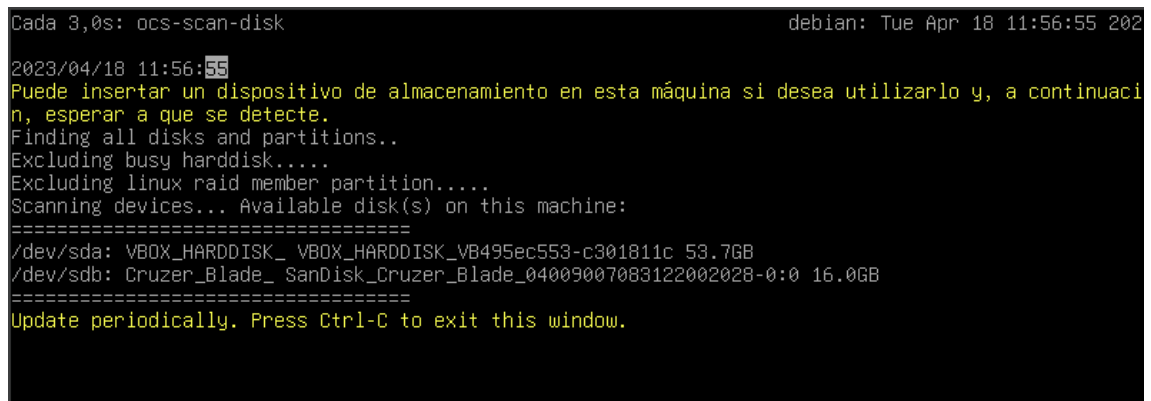 Cada 3,0s: ocs-scan-disk debian: Tue Apr 18 11:56:55 202
2023/04/18 11:56:55
Puede insertar un dispositivo de almacenamiento en esta máquina si desea utilizarlo y, a continuaci
n, esperar a que se detecte.
Finding all disks and partitions..
Excluding busy harddisk.....
Excluding linux raid member partition.....
Scanning devices... Available disk(s) on this machine:
===================================
/dev/sda: VBOX_HARDDISK_ VBOX_HARDDISK_VB495ec553-c301811c 53.7GB
/dev/sdb: Cruzer_Blade_ SanDisk_Cruzer_Blade_04009007083122002028-0:0 16.0GB
===================================
Update periodically. Press Ctrl-C to exit this window.